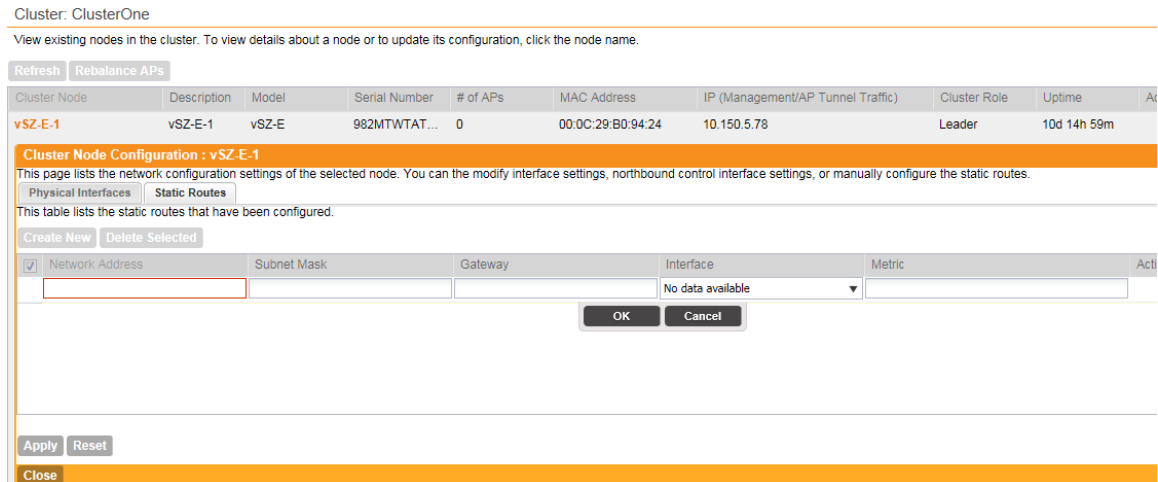 Cluster: ClusterOne
View existing nodes in the cluster. To view details about a node or to update its configuration, click the node name.
Refresh Rebalance APs
Cluster Node Description Model Serial Number # of APs MAC Address IP (Management/AP Tunnel Traffic) Cluster Role Uptime Ac
vSZ-E-1 vSZ-E-1 vSZ-E 982MTWTAT... 0 00:0C:29:B0:94:24 10.150.5.78 Leader 10d 14h 59m
Cluster Node Configuration : vSZ-E-1
This page lists the network configuration settings of the selected node. You can the modify interface settings, northbound control interface settings, or manually configure the static routes.
Physical Interfaces Static Routes
This table lists the static routes that have been configured.
Create New Delete Selected
Network Address Subnet Mask Gateway Interface Metric Acti
No data available
OK Cancel
Apply Reset
Close